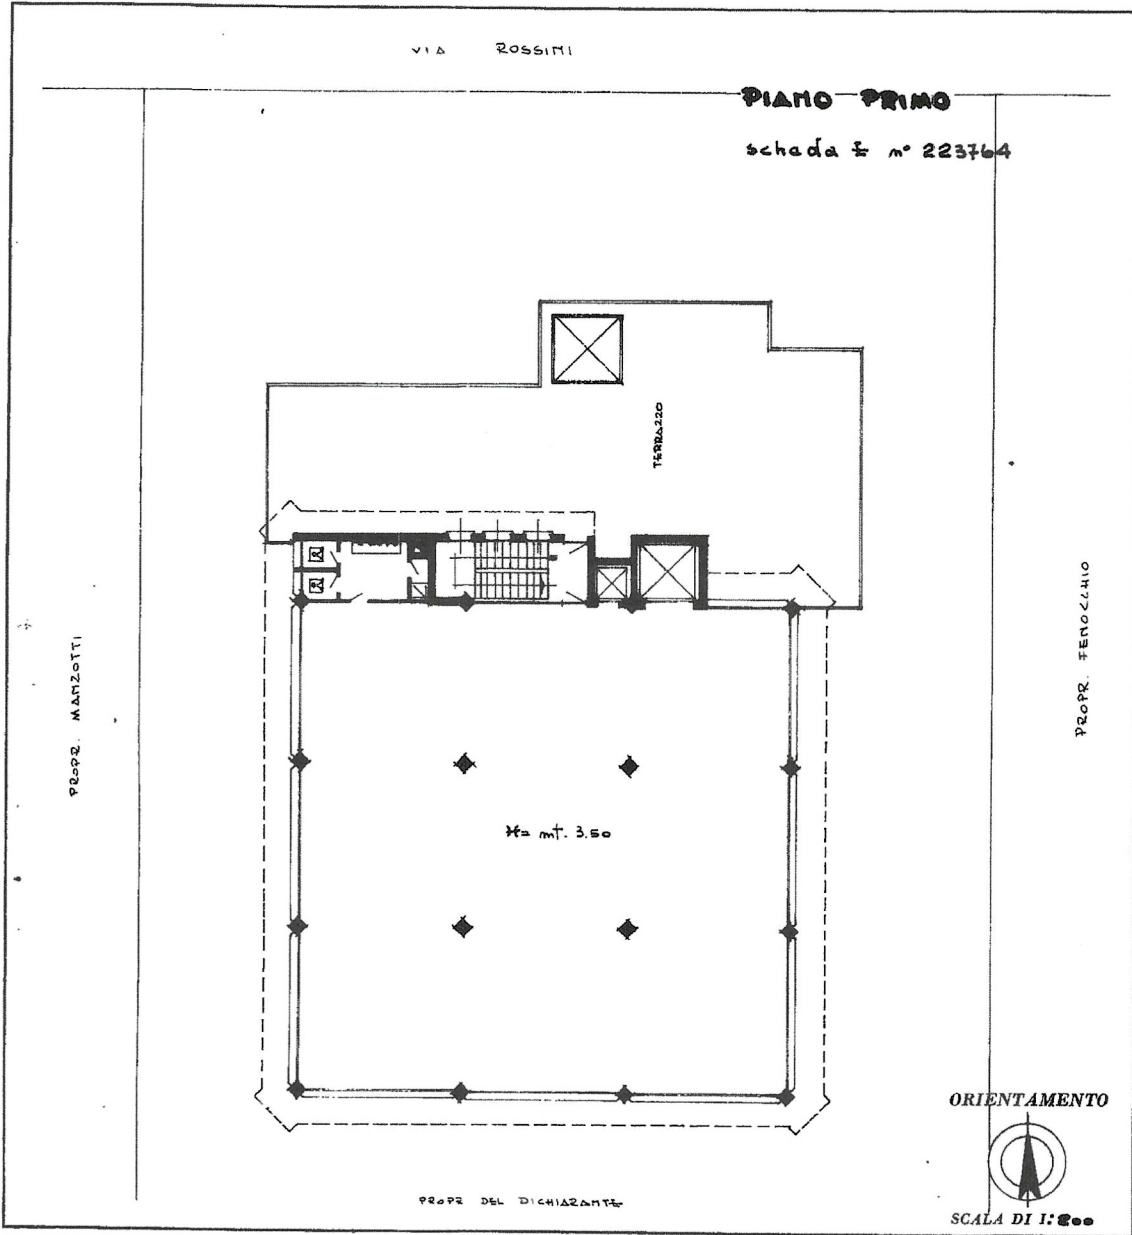 VIA ROSSINI
PIANO PRIMO
scheda E n° 223764
TERRAZZO
PROPR. MANZOTTI
PROPR. FENOCCHIO
H= mt. 3.50
ORIENTAMENTO
PROPR DEL DICHIARANTE
SCALA DI 1: 200